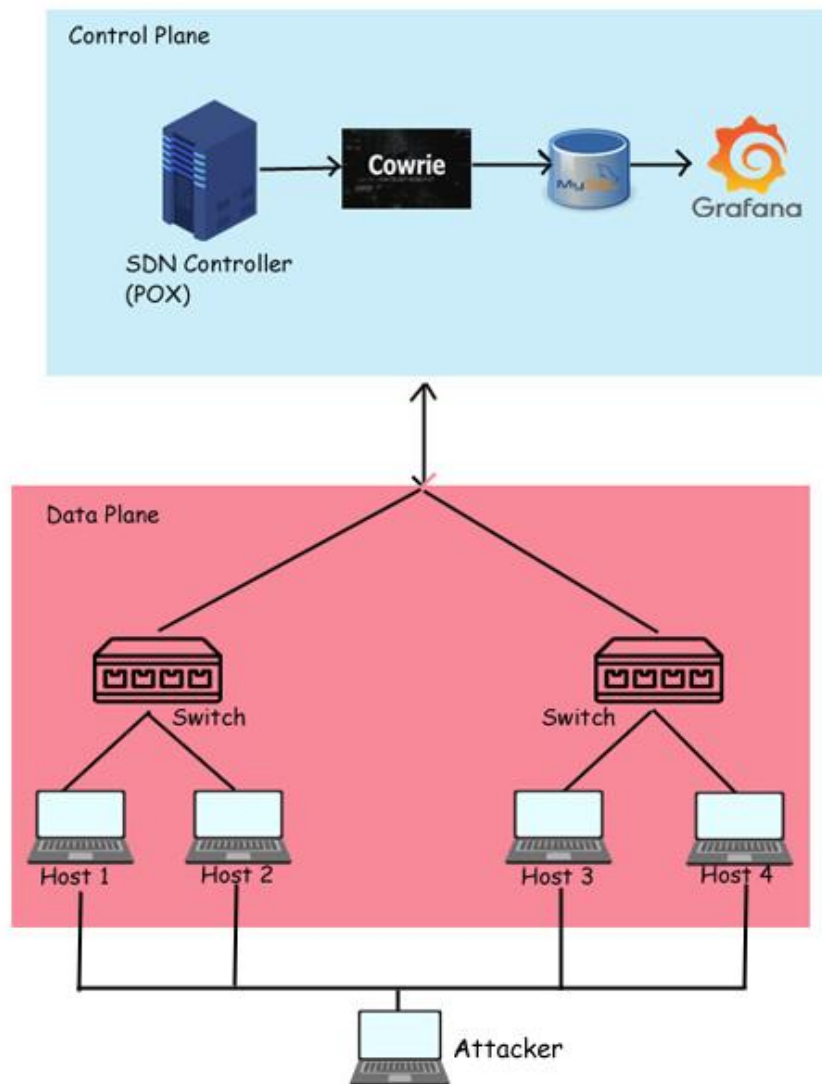 Control Plane
Cowrie
My
Grafana
SDN Controller
(POX)
Data Plane
Switch
Switch
Host 1
Host 2
Host 3
Host 4
Attacker